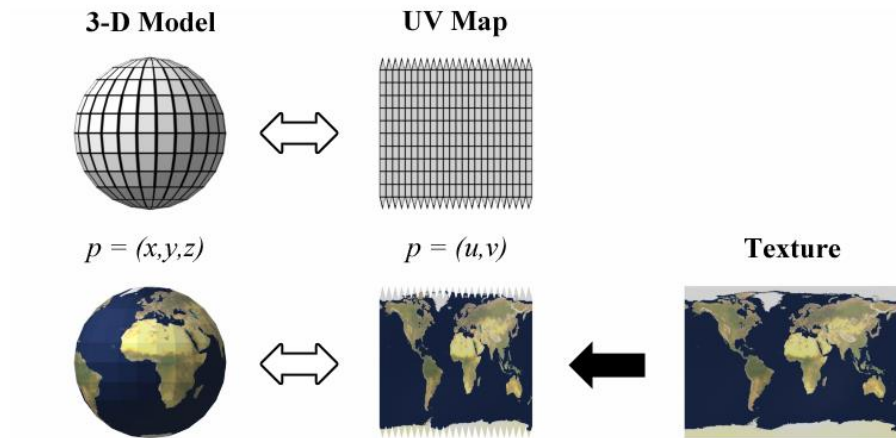 3-D Model
UV Map
p = (x,y,z)
p = (u,v)
Texture